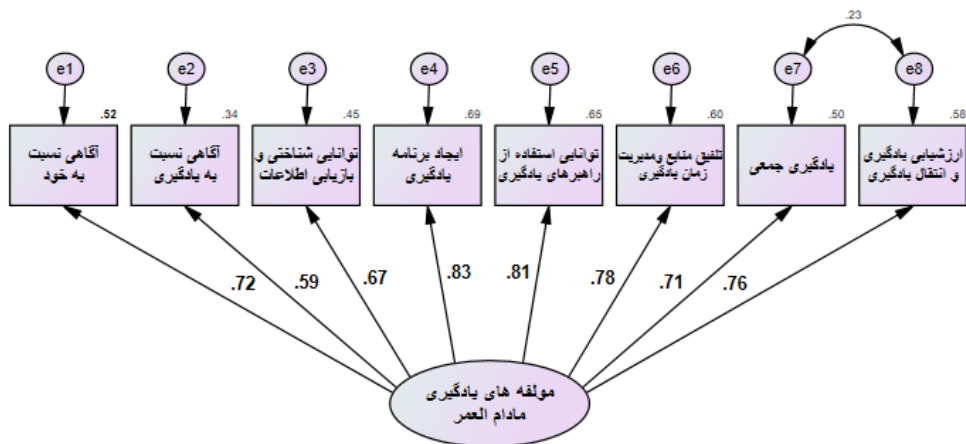 .23
e1 e2 e3 e4 e5 e6 e7 e8
.52 .34 .45 .69 .65 .60 .50 .58
آگاهی نسبت
به خود
آگاهی نسبت
به یادگیری
توانایی شناختی و
بازیابی اطلاعات
ایجاد برنامه
یادگیری
توانایی استفاده از
راهبرهای یادگیری
تلفیق منابع ومدیریت
زمان یادگیری
یادگیری جمعی
ارزشیابی یادگیری
و انتقال یادگیری
.72 .59 .67 .83 .81 .78 .71 .76
مولفه های یادگیری
مادام العمر